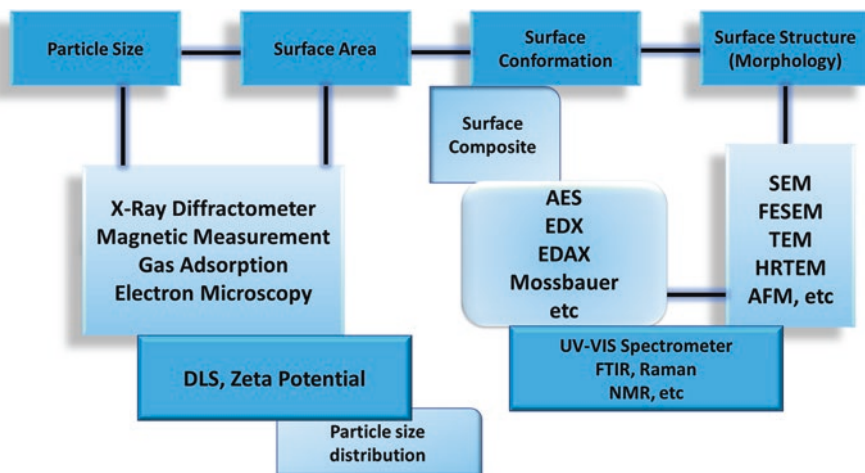 Particle Size
Surface Area
Surface
Conformation
Surface Structure
(Morphology)
Surface
Composite
X-Ray Diffractometer
Magnetic Measurement
Gas Adsorption
Electron Microscopy
AES
EDX
EDAX
Mossbauer
etc
SEM
FESEM
TEM
HRTEM
AFM, etc
DLS, Zeta Potential
UV-VIS Spectrometer
FTIR, Raman
NMR, etc
Particle size
distribution